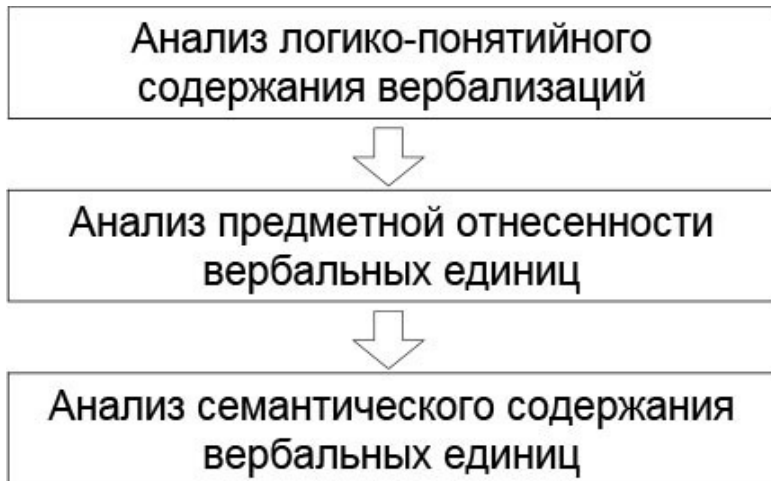 Анализ логико-понятийного
содержания вербализаций
Анализ предметной отнесенности
вербальных единиц
Анализ семантического содержания
вербальных единиц